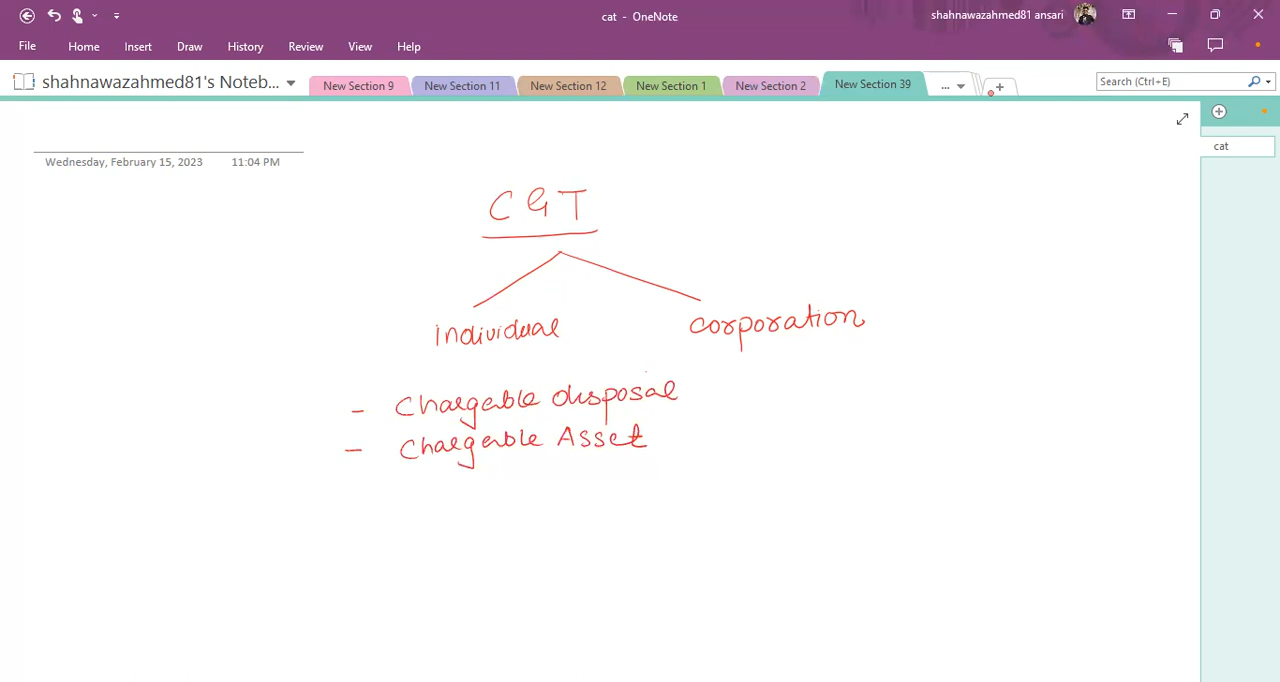 cat - OneNote
shahnawazahmed81 ansari
File Home Insert Draw History Review View Help
shahnawazahmed81's Noteb...
New Section 9 New Section 11 New Section 12 New Section 1 New Section 2 New Section 39 ...
Search (Ctrl+E)
cat
Wednesday, February 15, 2023 11:04 PM
CGT
individual corporation
- Chargeable disposal
- Chargeable Asset